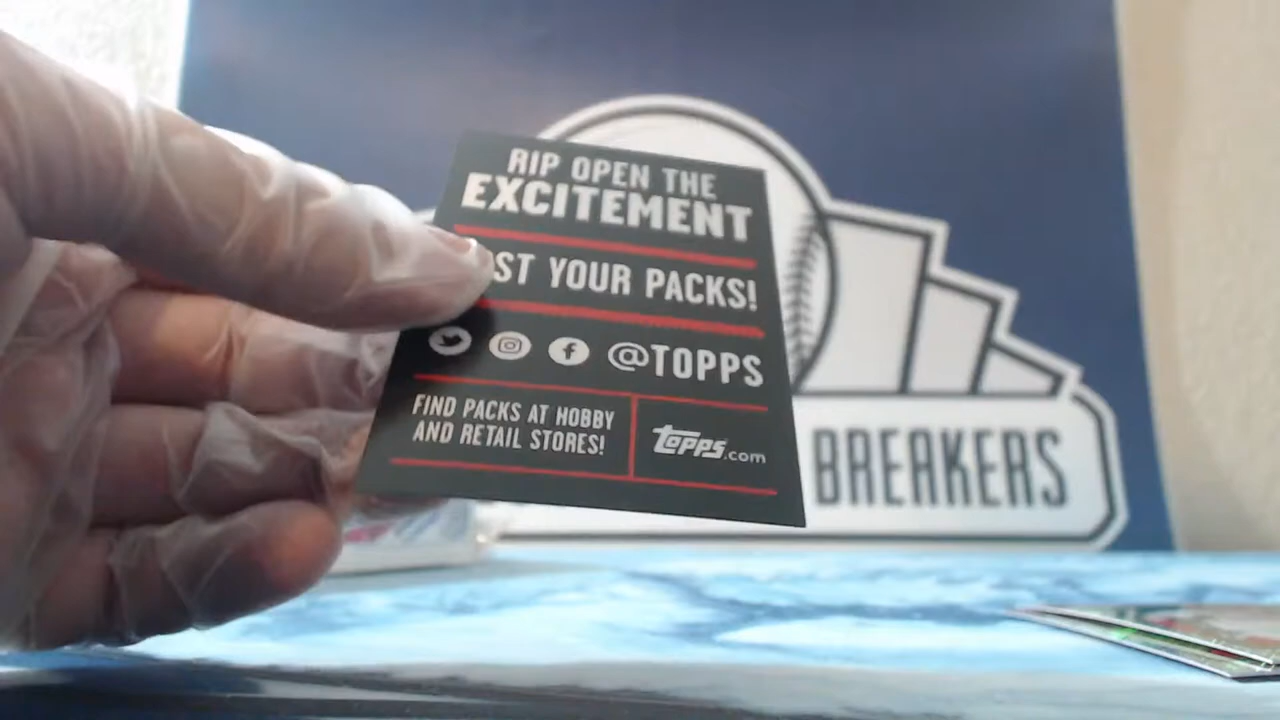 RIP OPEN THE
EXCITEMENT
ST YOUR PACKS!
@TOPPS
FIND PACKS AT HOBBY
AND RETAIL STORES!
topps.com
BREAKERS